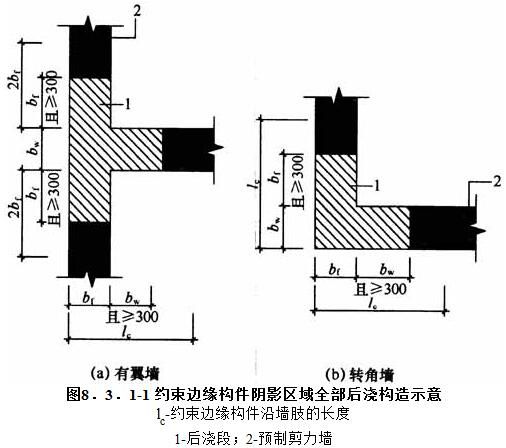 2
1
2b_f
b_f
且≥300
b_w
b_f
且≥300
2b_f
b_f
b_w
且≥300
l_c
(a) 有翼墙
l_c
b_f
且≥300
b_w
1
2
b_f
b_w
且≥300
l_c
(b) 转角墙
图8．3．1-1 约束边缘构件阴影区域全部后浇构造示意
l_c-约束边缘构件沿墙肢的长度
1-后浇段；2-预制剪力墙